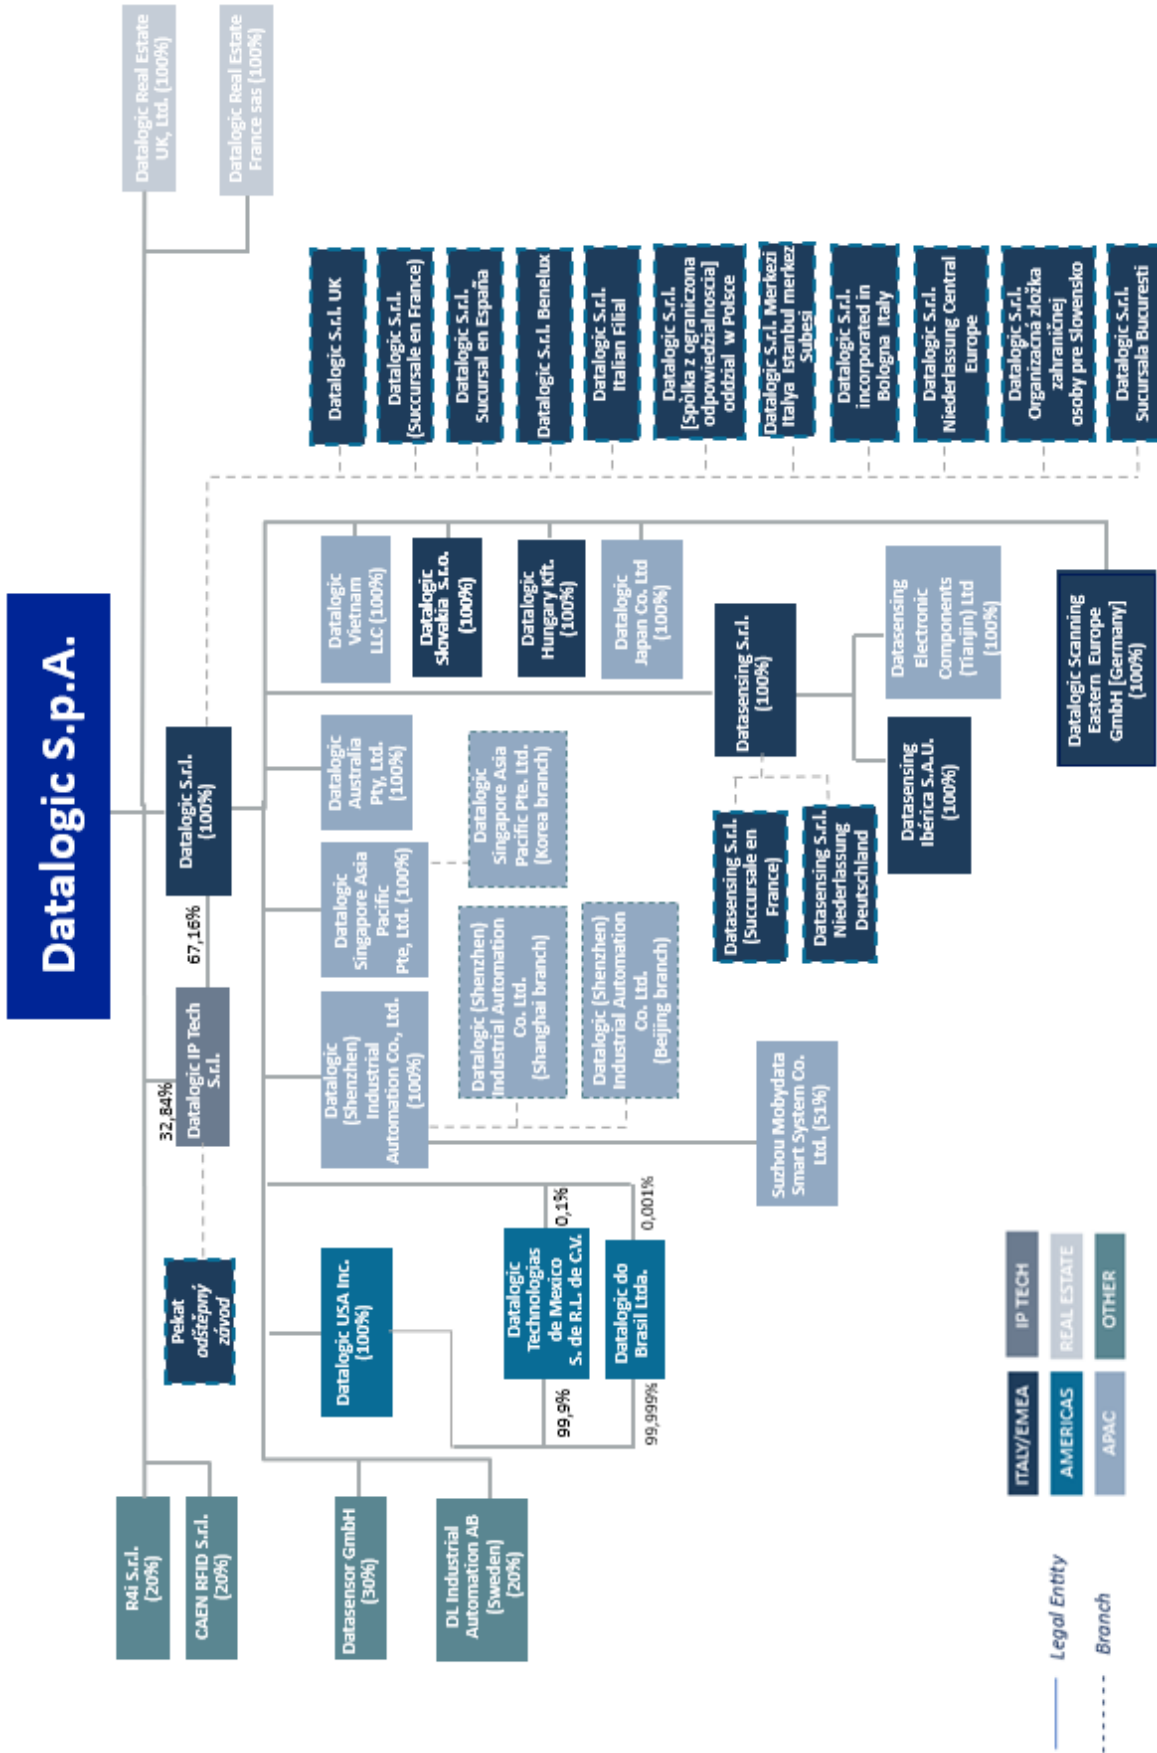 Datalogic S.p.A.
Datalogic Real Estate
UK, Ltd. (100%)
Datalogic Real Estate
France sas (100%)
R4i S.r.l.
(20%)
CAEN RFID S.r.l.
(20%)
Pekat
odštěpný
závod
32,84%
Datalogic IP Tech
S.r.l.
67,16%
Datalogic S.r.l.
(100%)
Datasensor GmbH
(30%)
DL Industrial
Automation AB
(Sweden)
(20%)
Datalogic USA Inc.
(100%)
Datalogic
Technologias
de Mexico
S. de R.L. de C.V.
99,9%
0,1%
Datalogic do
Brasil Ltda.
99,999%
0,001%
Datalogic
(Shenzhen)
Industrial
Automation Co., Ltd.
(100%)
Datalogic (Shenzhen)
Industrial Automation
Co. Ltd.
(Shanghai branch)
Datalogic (Shenzhen)
Industrial Automation
Co. Ltd.
(Beijing branch)
Suzhou Mobydata
Smart System Co.
Ltd. (51%)
Datalogic
Singapore Asia
Pacific
Pte, Ltd. (100%)
Datalogic
Singapore Asia
Pacific Pte. Ltd.
(Korea branch)
Datalogic
Australia
Pty, Ltd.
(100%)
Datalogic
Vietnam
LLC (100%)
Datalogic
Slovakia s.r.o.
(100%)
Datalogic
Hungary Kft.
(100%)
Datalogic
Japan Co. Ltd
(100%)
Datasensing S.r.l.
(100%)
Datasensing S.r.l.
(Succursale en
France)
Datasensing S.r.l.
Niederlassung
Deutschland
Datasensing
Ibérica S.A.U.
(100%)
Datasensing
Electronic
Components
(Tianjin) Ltd
(100%)
Datalogic Scanning
Eastern Europe
GmbH [Germany]
(100%)
Datalogic S.r.l. UK
Datalogic S.r.l.
(Succursale en France)
Datalogic S.r.l.
Sucursal en España
Datalogic S.r.l. Benelux
Datalogic S.r.l.
Italian Filial
Datalogic S.r.l.
[Spòlka z ograniczona
odpowiedzialnoscia]
oddzial w Polsce
Datalogic S.r.l. Merkezi
Italya Istanbul merkez
Subesi
Datalogic S.r.l.
incorporated in
Bologna Italy
Datalogic S.r.l.
Niederlassung Central
Europe
Datalogic S.r.l.
Organizačná zložka
zahraničnej
osoby pre Slovensko
Datalogic S.r.l.
Sucursala Bucuresti
Legal Entity
Branch
ITALY/EMEA
IP TECH
AMERICAS
REAL ESTATE
APAC
OTHER